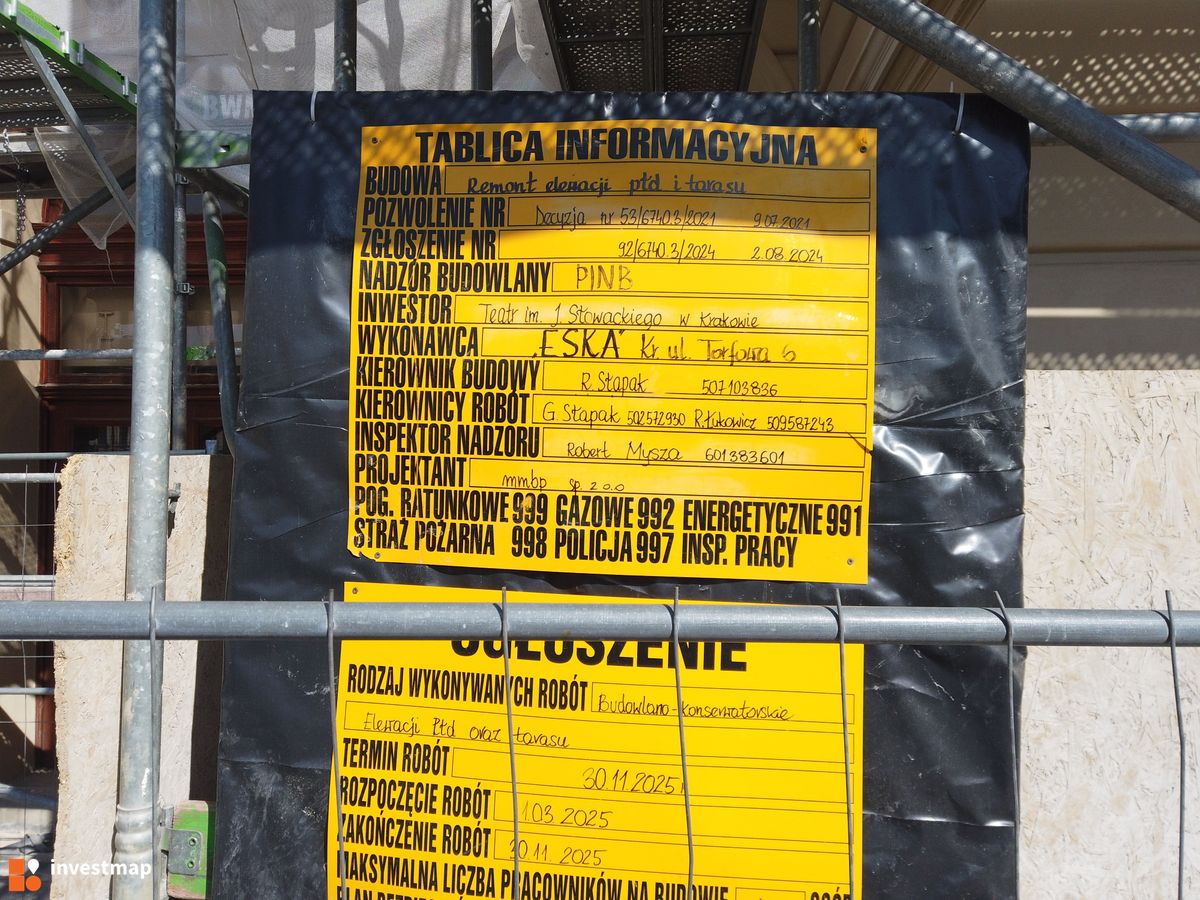 TABLICA INFORMACYJNA
BUDOWA Remont elewacji płd i tarasu
POZWOLENIE NR Decyzja nr 53/6740.3/2021 9.07.2021
ZGŁOSZENIE NR 92/6740.3/2024 2.08.2024
NADZÓR BUDOWLANY PINB
INWESTOR Teatr Im. J Słowackiego w Krakowie
WYKONAWCA "ESKA" Kr ul. Torfowa 6
KIEROWNIK BUDOWY R. Stapak 507103836
KIEROWNICY ROBÓT G. Stapak 502572930 R. Łukowicz 509587243
INSPEKTOR NADZORU Robert Mysza 601383601
PROJEKTANT mmbp sp. z o.o
POG. RATUNKOWE 999 GAZOWE 992 ENERGETYCZNE 991
STRAŻ POŻARNA 998 POLICJA 997 INSP. PRACY
OGŁOSZENIE
RODZAJ WYKONYWANYCH ROBÓT Budowlano-konserwatorskie
Elewacji Płd oraz tarasu
TERMIN ROBÓT 30.11.2025r
ROZPOCZĘCIE ROBÓT 1.03 2025
ZAKOŃCZENIE ROBÓT 30.11. 2025
MAKSYMALNA LICZBA PRACOWNIKÓW NA BUDOWIE
investmap